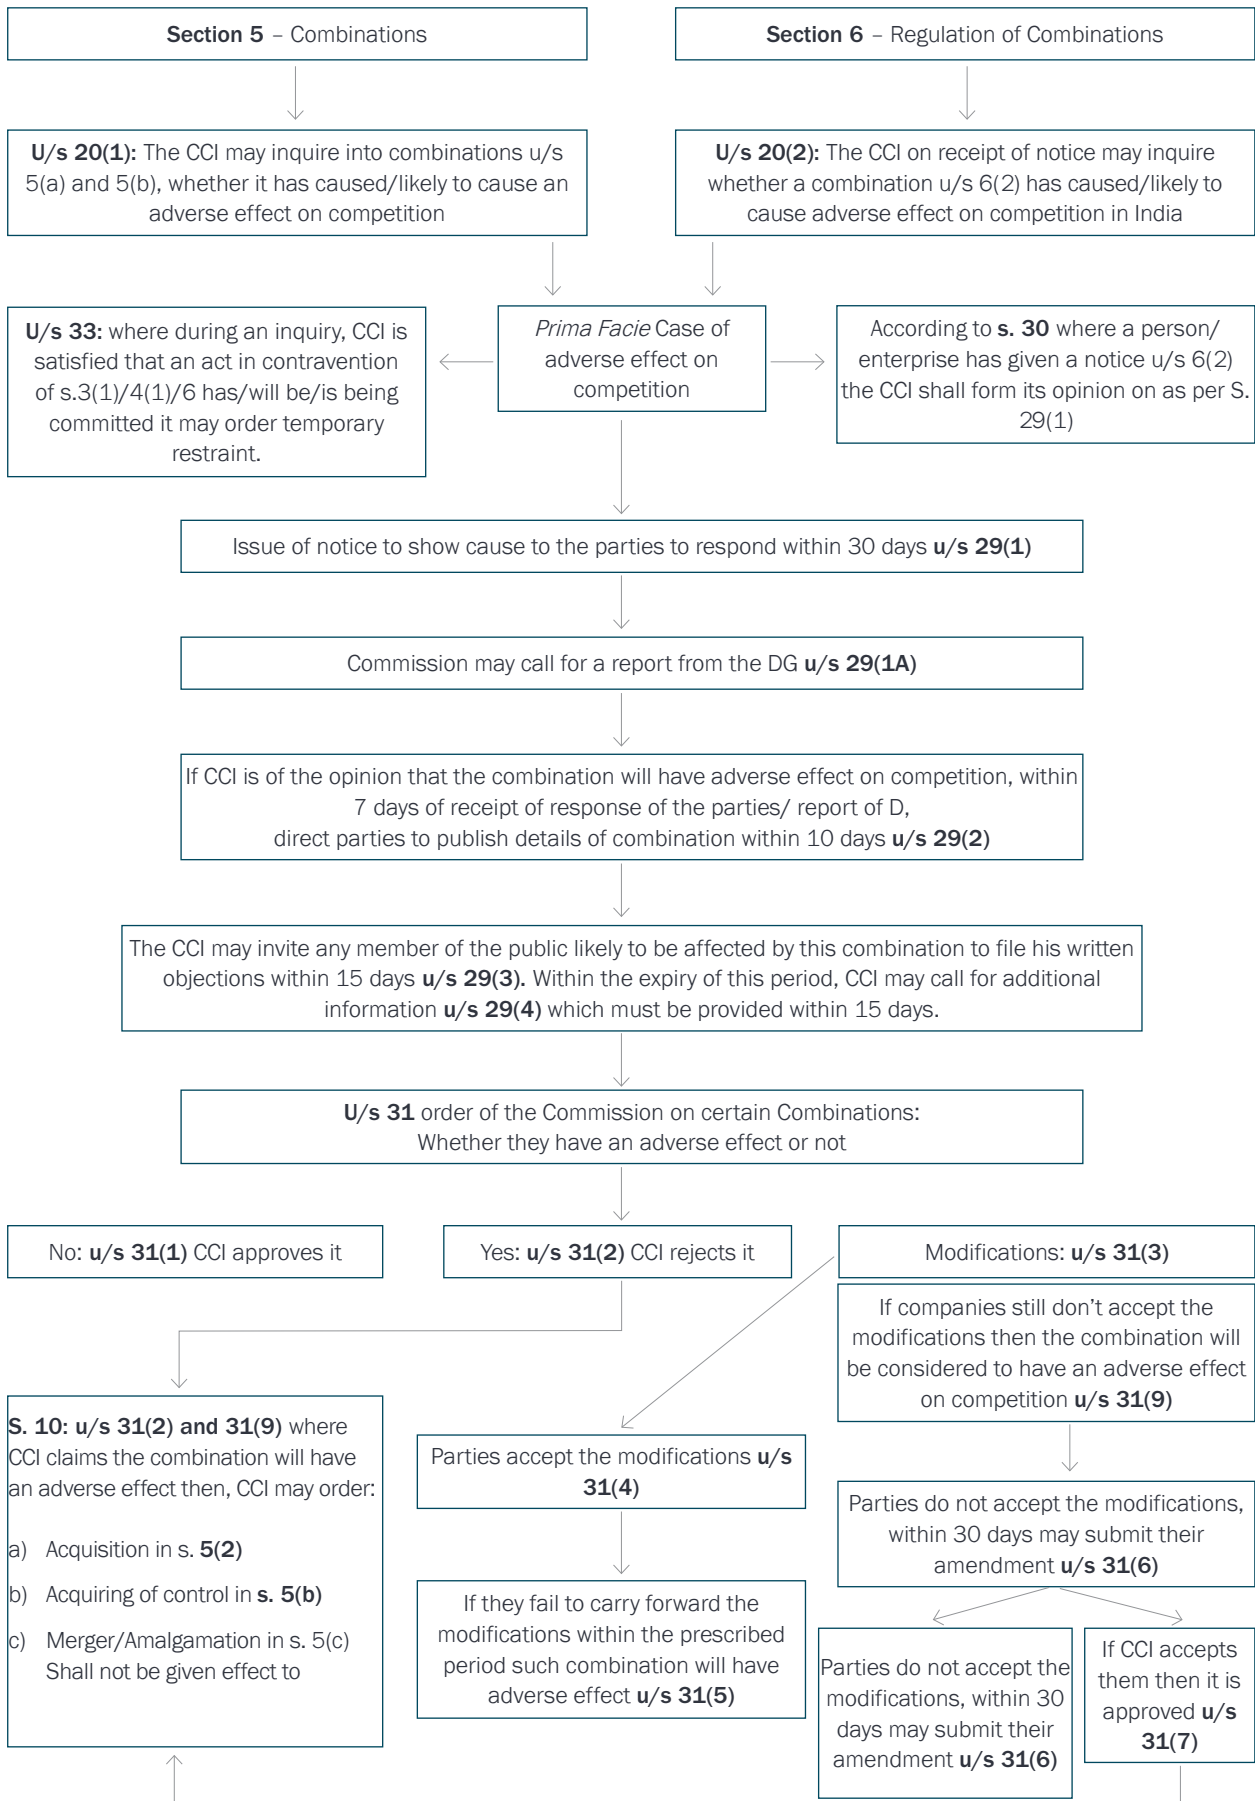 Section 5 – Combinations
Section 6 – Regulation of Combinations
U/s 20(1): The CCI may inquire into combinations u/s
5(a) and 5(b), whether it has caused/likely to cause an
adverse effect on competition
U/s 20(2): The CCI on receipt of notice may inquire
whether a combination u/s 6(2) has caused/likely to
cause adverse effect on competition in India
U/s 33: where during an inquiry, CCI is
satisfied that an act in contravention
of s.3(1)/4(1)/6 has/will be/is being
committed it may order temporary
restraint.
Prima Facie Case of
adverse effect on
competition
According to s. 30 where a person/
enterprise has given a notice u/s 6(2)
the CCI shall form its opinion on as per S.
29(1)
Issue of notice to show cause to the parties to respond within 30 days u/s 29(1)
Commission may call for a report from the DG u/s 29(1A)
If CCI is of the opinion that the combination will have adverse effect on competition, within
7 days of receipt of response of the parties/ report of D,
direct parties to publish details of combination within 10 days u/s 29(2)
The CCI may invite any member of the public likely to be affected by this combination to file his written
objections within 15 days u/s 29(3). Within the expiry of this period, CCI may call for additional
information u/s 29(4) which must be provided within 15 days.
U/s 31 order of the Commission on certain Combinations:
Whether they have an adverse effect or not
No: u/s 31(1) CCI approves it
Yes: u/s 31(2) CCI rejects it
Modifications: u/s 31(3)
If companies still don't accept the
modifications then the combination will
be considered to have an adverse effect
on competition u/s 31(9)
S. 10: u/s 31(2) and 31(9) where
CCI claims the combination will have
an adverse effect then, CCI may order:
a) Acquisition in s. 5(2)
b) Acquiring of control in s. 5(b)
c) Merger/Amalgamation in s. 5(c)
Shall not be given effect to
Parties accept the modifications u/s
31(4)
If they fail to carry forward the
modifications within the prescribed
period such combination will have
adverse effect u/s 31(5)
Parties do not accept the modifications,
within 30 days may submit their
amendment u/s 31(6)
Parties do not accept the
modifications, within 30
days may submit their
amendment u/s 31(6)
If CCI accepts
them then it is
approved u/s
31(7)